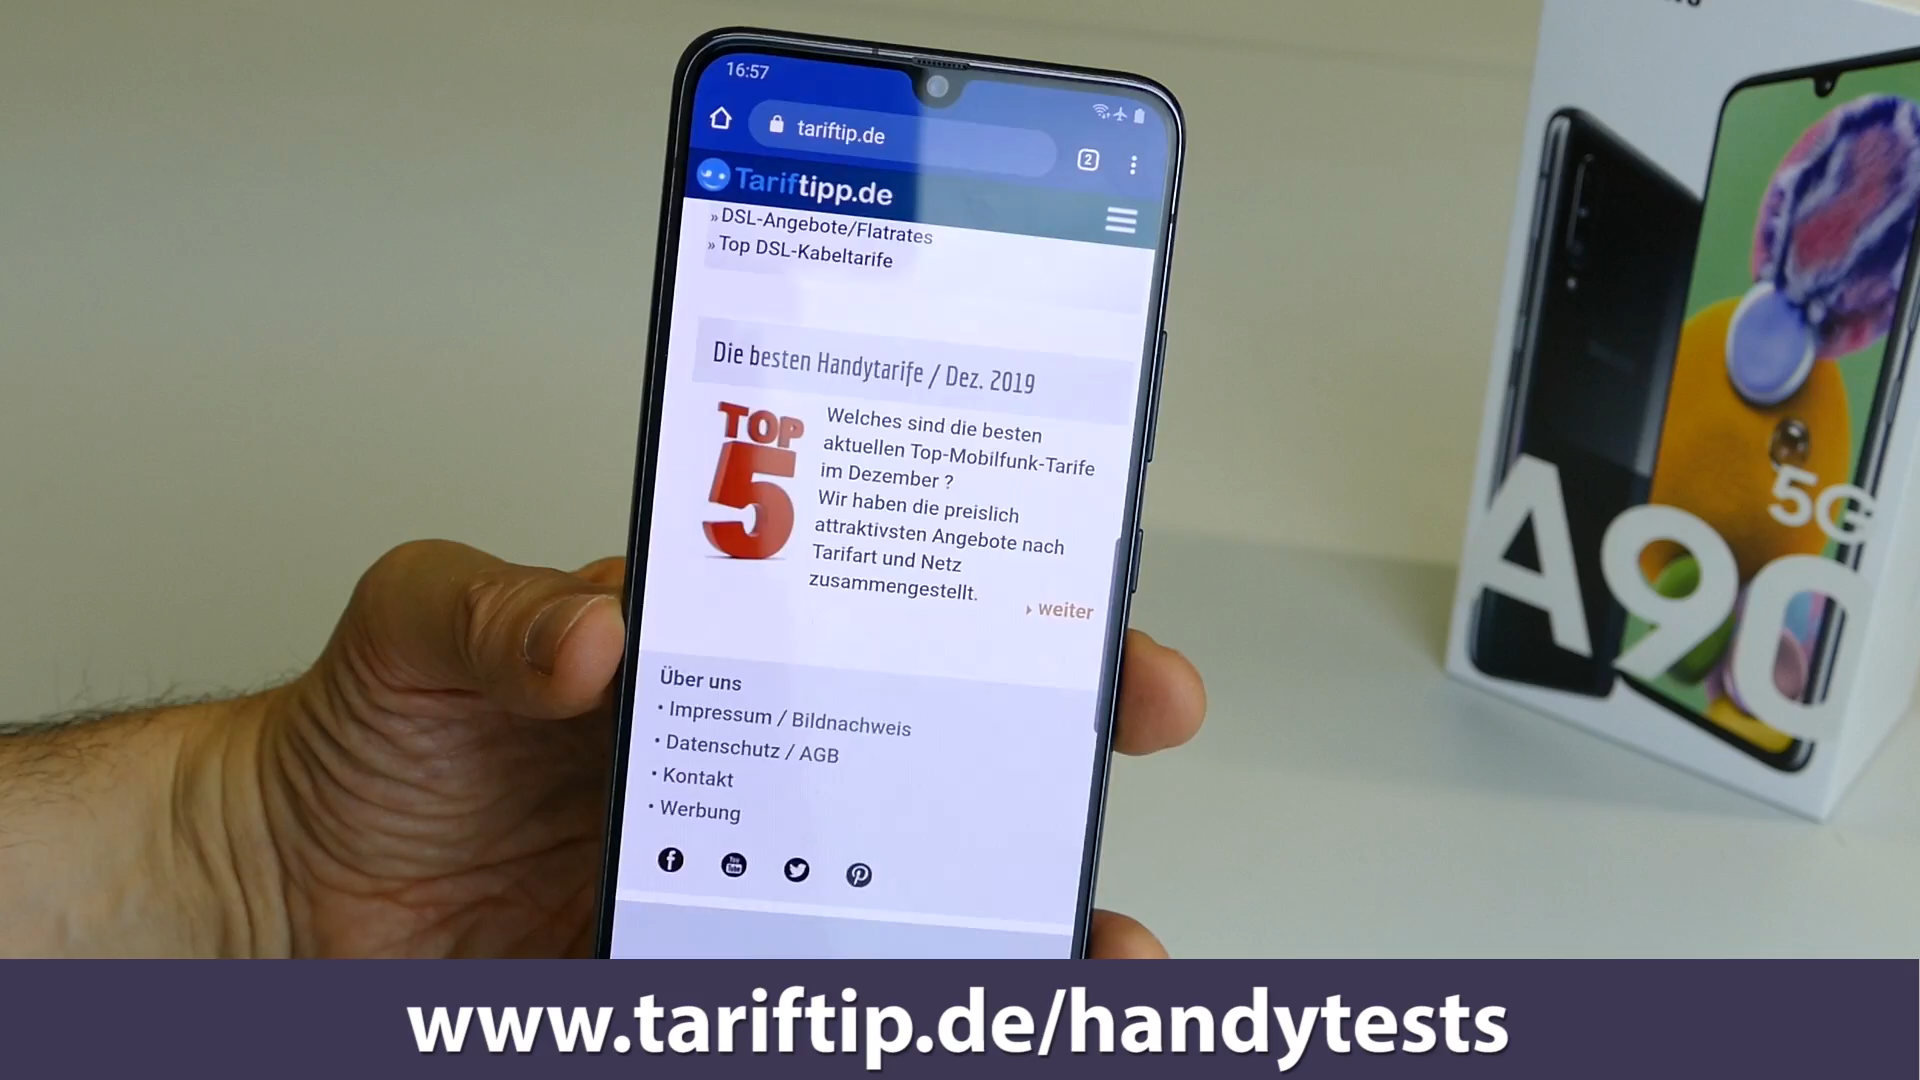 16:57
tariftip.de
2
Tariftipp.de
» DSL-Angebote/Flatrates
» Top DSL-Kabeltarife
Die besten Handytarife / Dez. 2019
TOP
5
Welches sind die besten
aktuellen Top-Mobilfunk-Tarife
im Dezember ?
Wir haben die preislich
attraktivsten Angebote nach
Tarifart und Netz
zusammengestellt.
weiter
Über uns
• Impressum / Bildnachweis
• Datenschutz / AGB
• Kontakt
• Werbung
You
Tube
5G
A90
www.tariftip.de/handytests